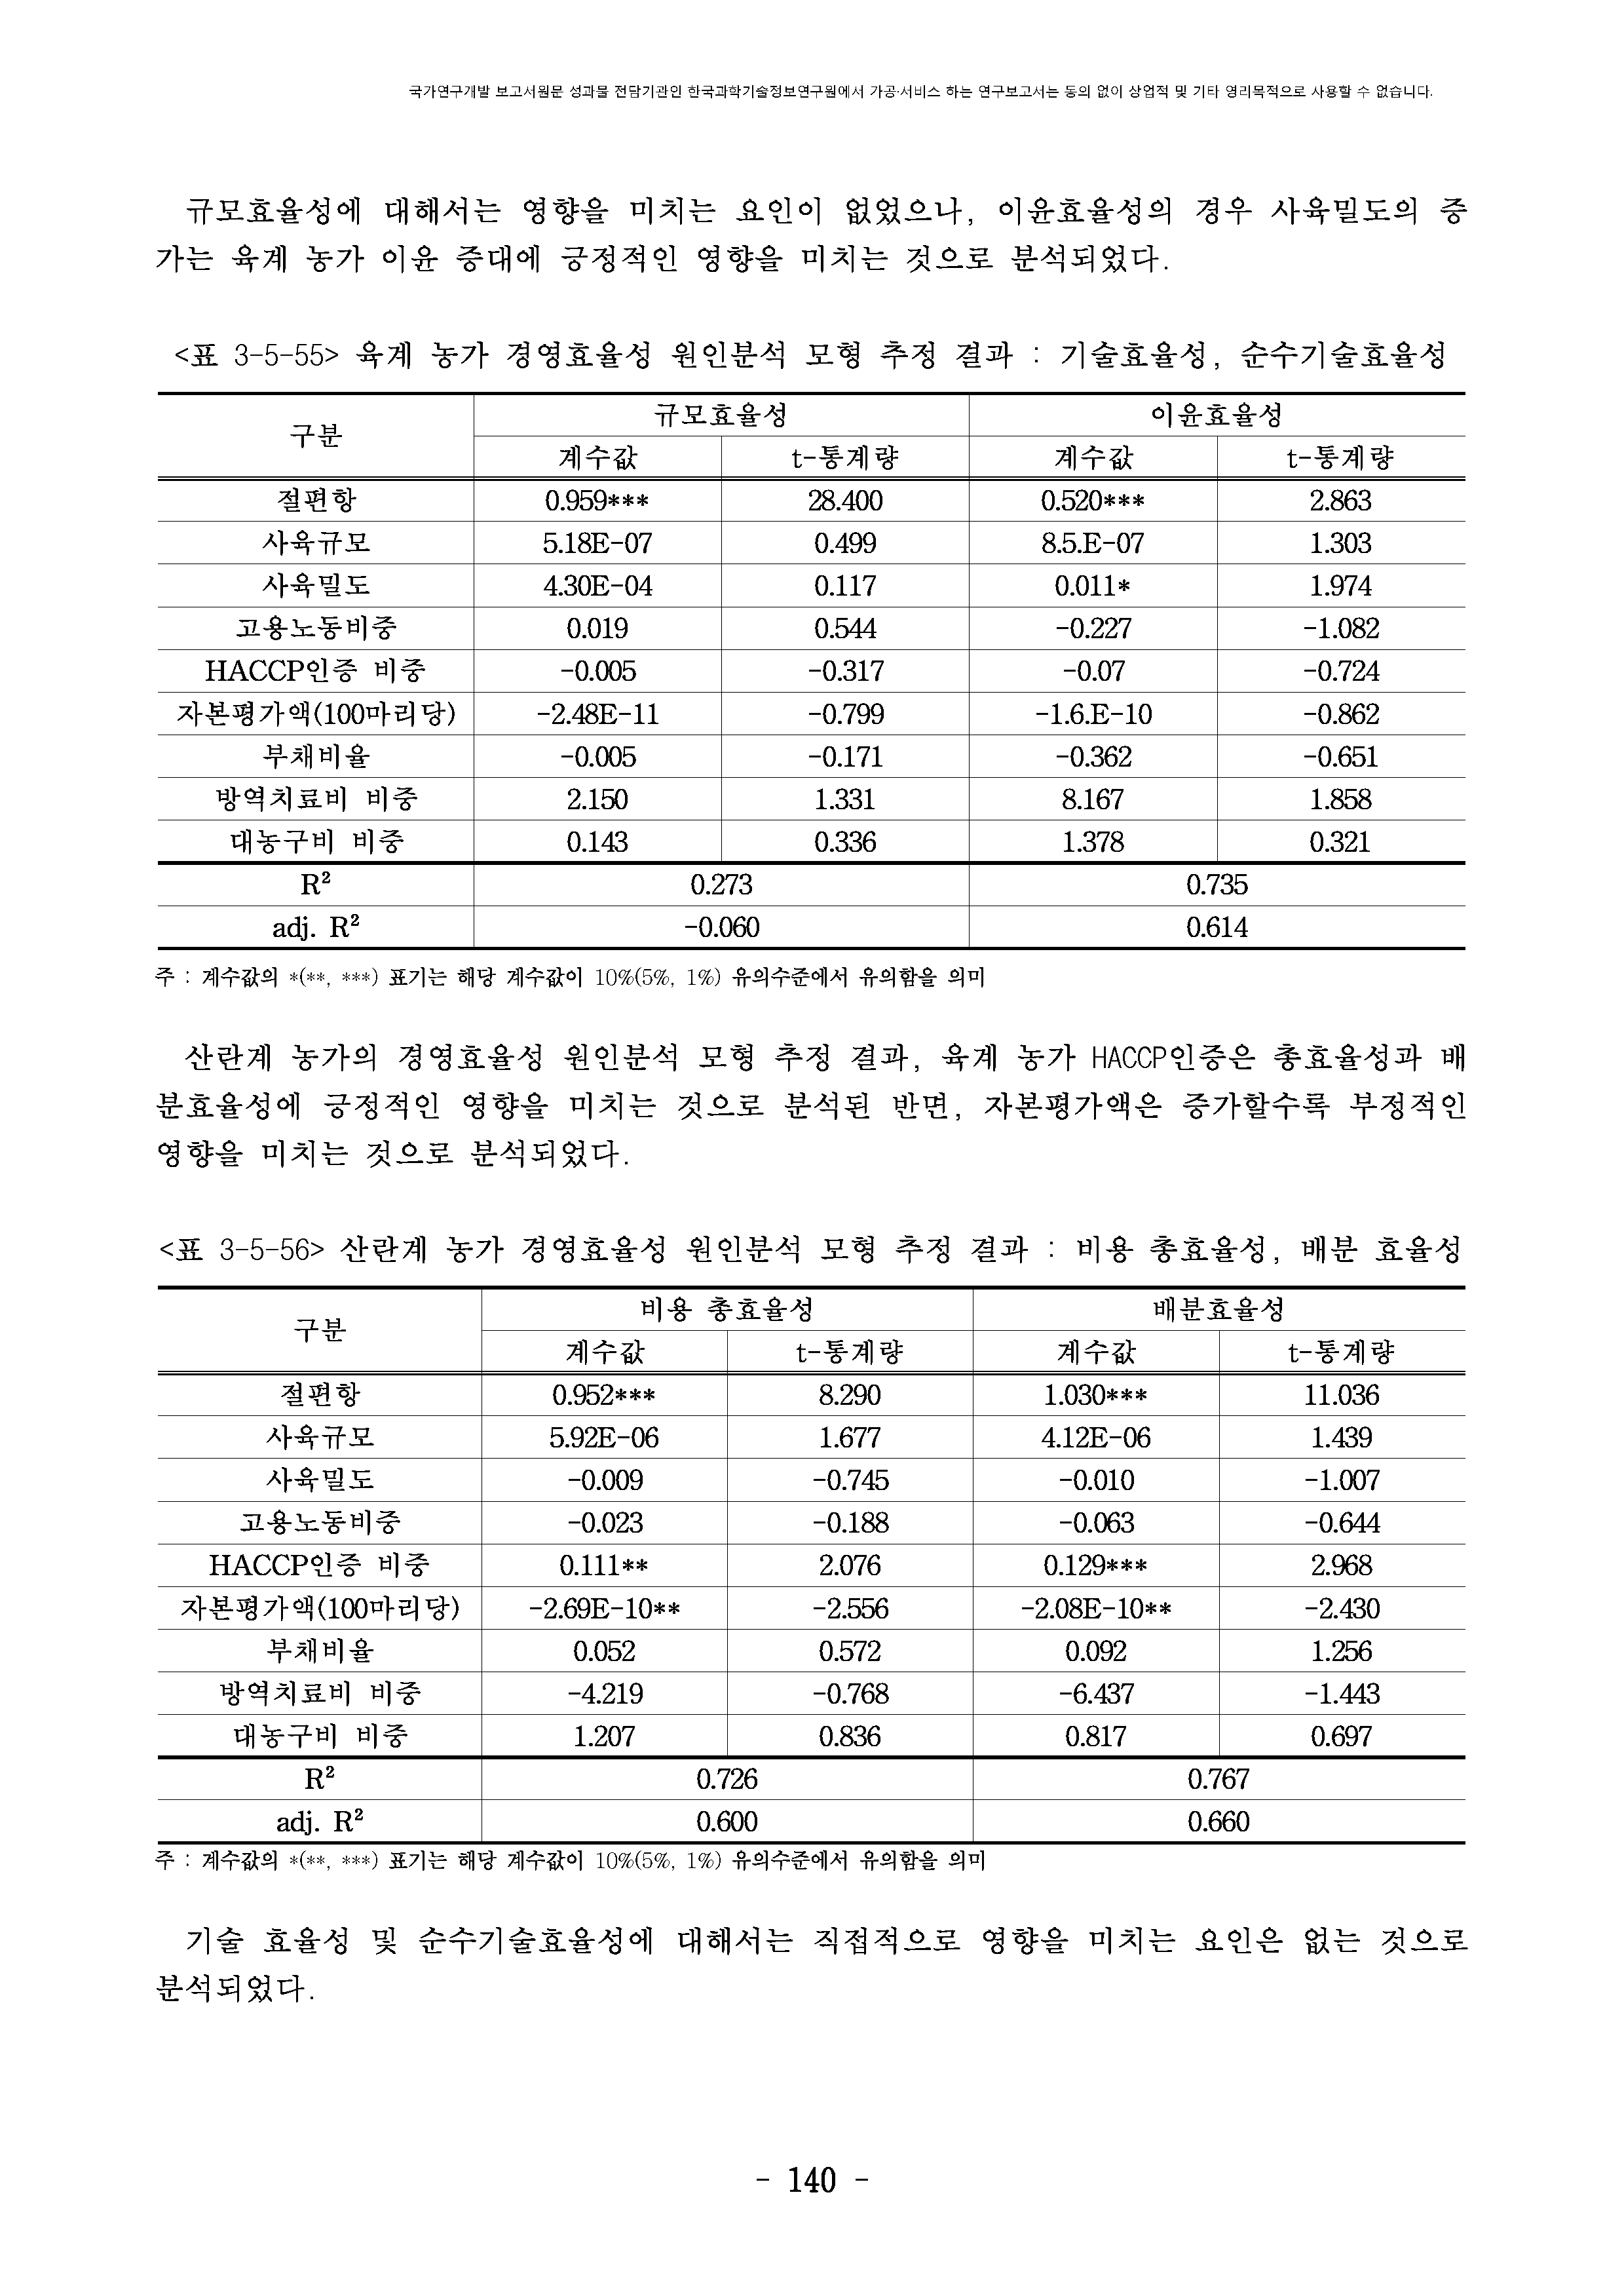 국가연구개발 보고서원문 성과물 전담기관인 한국과학기술정보연구원에서 가공·서비스 하는 연구보고서는 동의 없이 상업적 및 기타 영리목적으로 사용할 수 없습니다.
규모효율성에 대해서는 영향을 미치는 요인이 없었으나, 이윤효율성의 경우 사육밀도의 증
가는 육계 농가 이윤 증대에 긍정적인 영향을 미치는 것으로 분석되었다.
<표 3-5-55> 육계 농가 경영효율성 원인분석 모형 추정 결과 : 기술효율성, 순수기술효율성
구분 규모효율성 이윤효율성
계수값 t-통계량 계수값 t-통계량
절편항 0.959*** 28.400 0.520*** 2.863
사육규모 5.18E-07 0.499 8.5.E-07 1.303
사육밀도 4.30E-04 0.117 0.011* 1.974
고용노동비중 0.019 0.544 -0.227 -1.082
HACCP인증 비중 -0.005 -0.317 -0.07 -0.724
자본평가액(100마리당) -2.48E-11 -0.799 -1.6.E-10 -0.862
부채비율 -0.005 -0.171 -0.362 -0.651
방역치료비 비중 2.150 1.331 8.167 1.858
대농구비 비중 0.143 0.336 1.378 0.321
R² 0.273 0.735
adj. R² -0.060 0.614
주 : 계수값의 *(**, ***) 표기는 해당 계수값이 10%(5%, 1%) 유의수준에서 유의함을 의미
산란계 농가의 경영효율성 원인분석 모형 추정 결과, 육계 농가 HACCP인증은 총효율성과 배
분효율성에 긍정적인 영향을 미치는 것으로 분석된 반면, 자본평가액은 증가할수록 부정적인
영향을 미치는 것으로 분석되었다.
<표 3-5-56> 산란계 농가 경영효율성 원인분석 모형 추정 결과 : 비용 총효율성, 배분 효율성
구분 비용 총효율성 배분효율성
계수값 t-통계량 계수값 t-통계량
절편항 0.952*** 8.290 1.030*** 11.036
사육규모 5.92E-06 1.677 4.12E-06 1.439
사육밀도 -0.009 -0.745 -0.010 -1.007
고용노동비중 -0.023 -0.188 -0.063 -0.644
HACCP인증 비중 0.111** 2.076 0.129*** 2.968
자본평가액(100마리당) -2.69E-10** -2.556 -2.08E-10** -2.430
부채비율 0.052 0.572 0.092 1.256
방역치료비 비중 -4.219 -0.768 -6.437 -1.443
대농구비 비중 1.207 0.836 0.817 0.697
R² 0.726 0.767
adj. R² 0.600 0.660
주 : 계수값의 *(**, ***) 표기는 해당 계수값이 10%(5%, 1%) 유의수준에서 유의함을 의미
기술 효율성 및 순수기술효율성에 대해서는 직접적으로 영향을 미치는 요인은 없는 것으로
분석되었다.
- 140 -